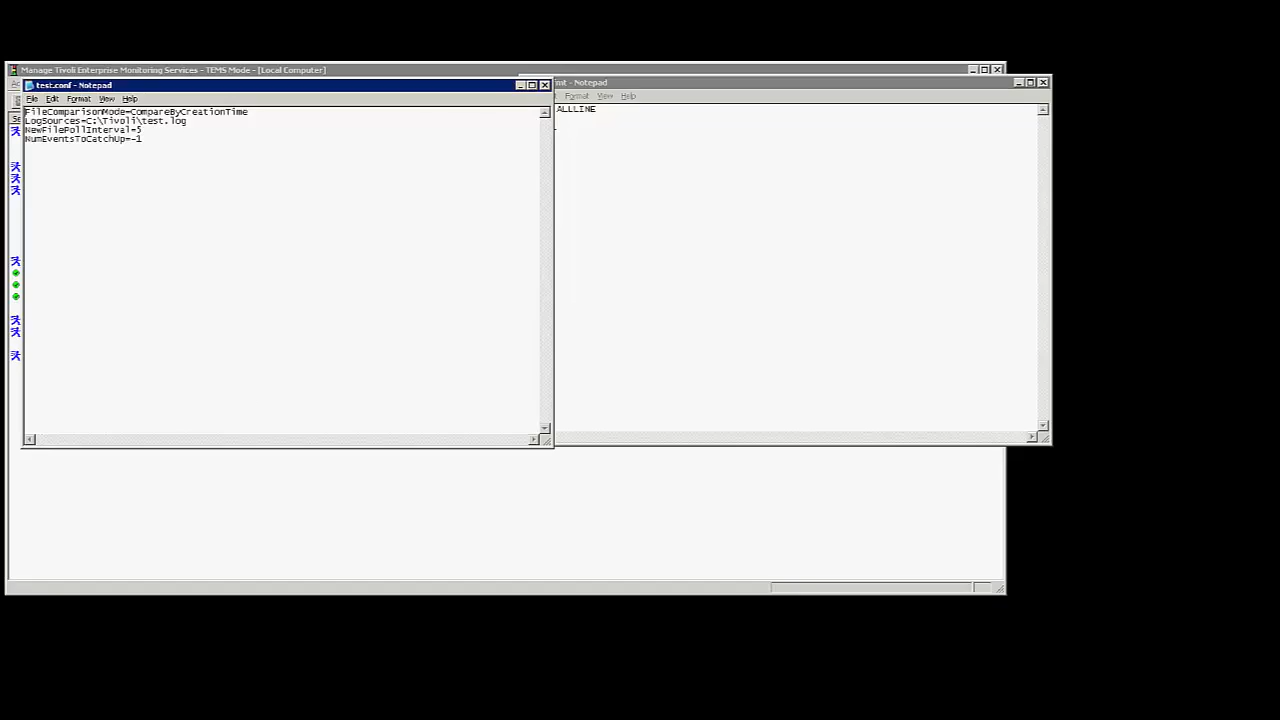 Manage Tivoli Enterprise Monitoring Services - TEMS Mode - [Local Computer]
test.conf - Notepad
File Edit Format View Help
FileComparisonMode=CompareByCreationTime
LogSources=C:\Tivoli\test.log
NewFilePollInterval=5
NumEventsToCatchUp=-1
- Notepad
Format View Help
ALLLINE